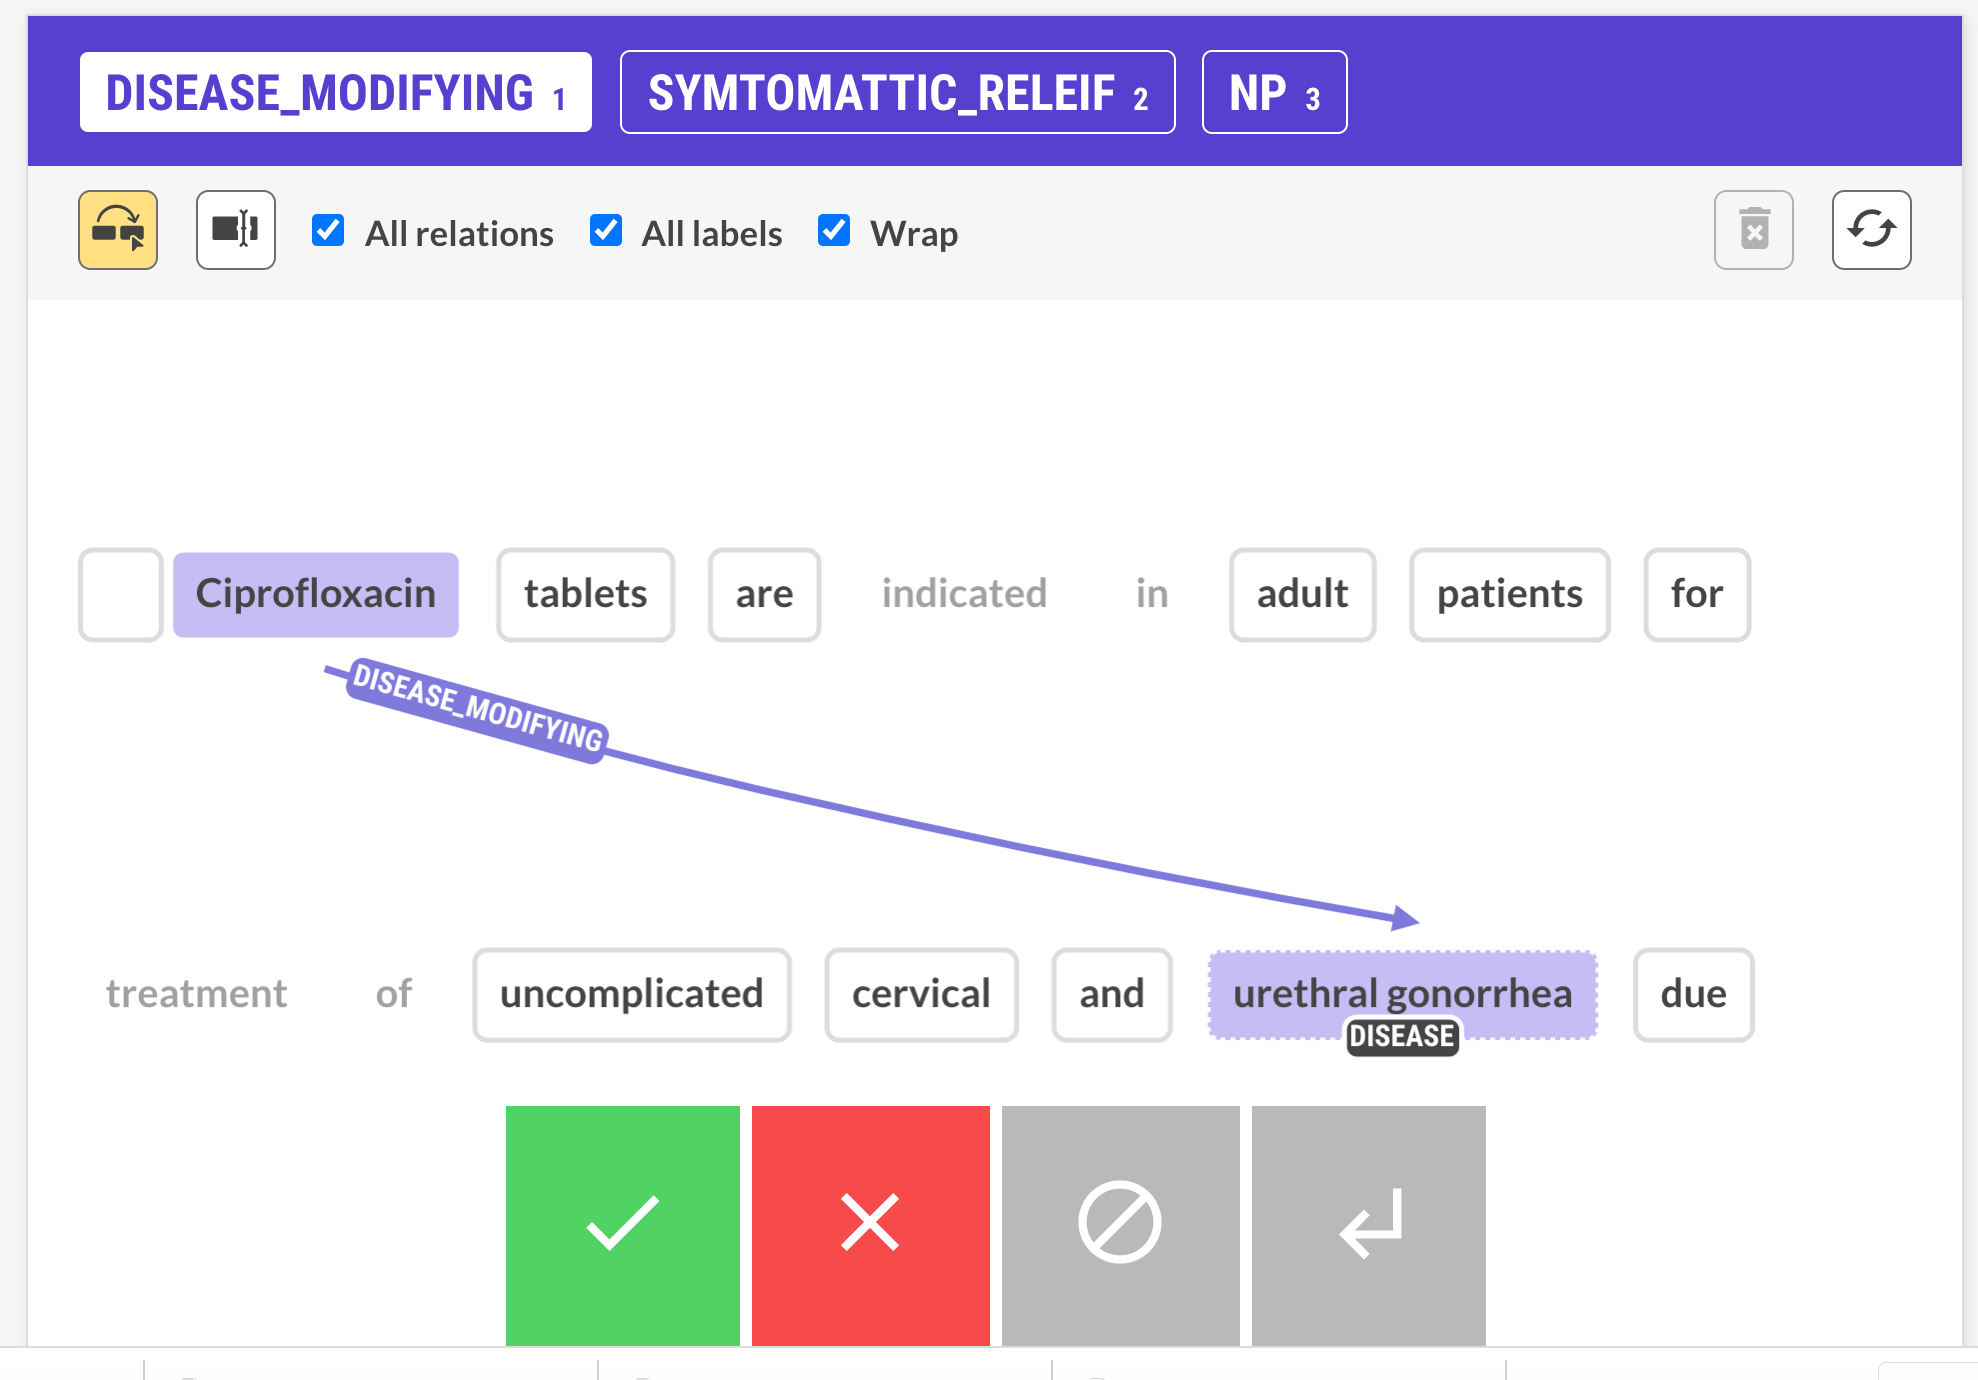 DISEASE_MODIFYING 1 SYMTOMATTIC_RELEIF 2 NP 3
All relations All labels Wrap
Ciprofloxacin tablets are indicated in adult patients for
DISEASE_MODIFYING
treatment of uncomplicated cervical and urethral gonorrhea due
DISEASE